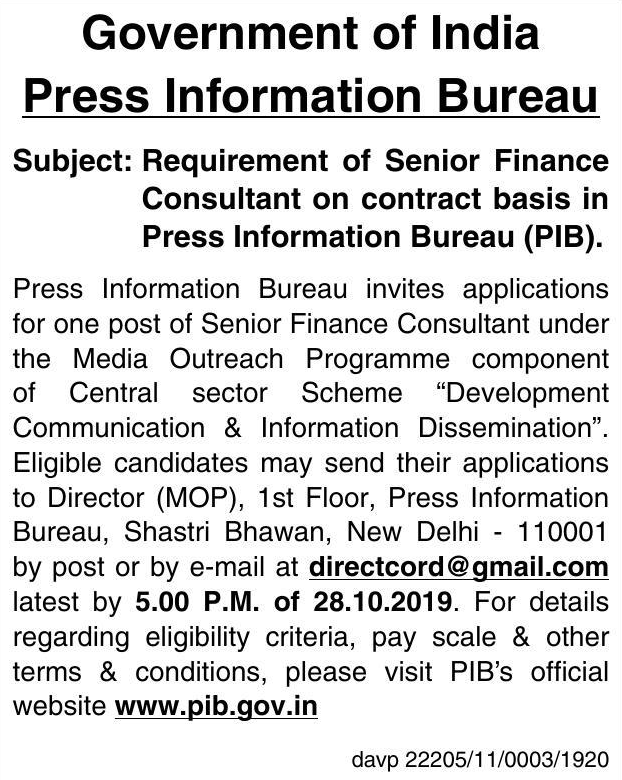 Government of India
Press Information Bureau
Subject: Requirement of Senior Finance
Consultant on contract basis in
Press Information Bureau (PIB).
Press Information Bureau invites applications
for one post of Senior Finance Consultant under
the Media Outreach Programme component
of Central sector Scheme “Development
Communication & Information Dissemination”.
Eligible candidates may send their applications
to Director (MOP), 1st Floor, Press Information
Bureau, Shastri Bhawan, New Delhi - 110001
by post or by e-mail at directcord@gmail.com
latest by 5.00 P.M. of 28.10.2019. For details
regarding eligibility criteria, pay scale & other
terms & conditions, please visit PIB’s official
website www.pib.gov.in
davp 22205/11/0003/1920